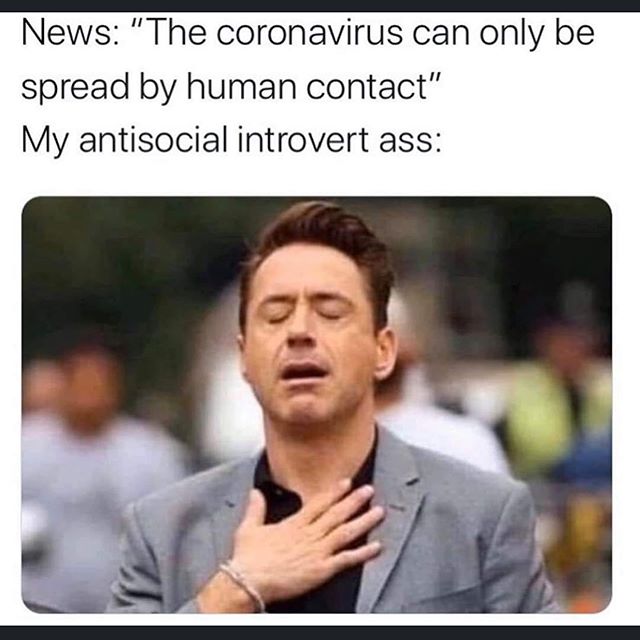 News: "The coronavirus can only be
spread by human contact"
My antisocial introvert ass: